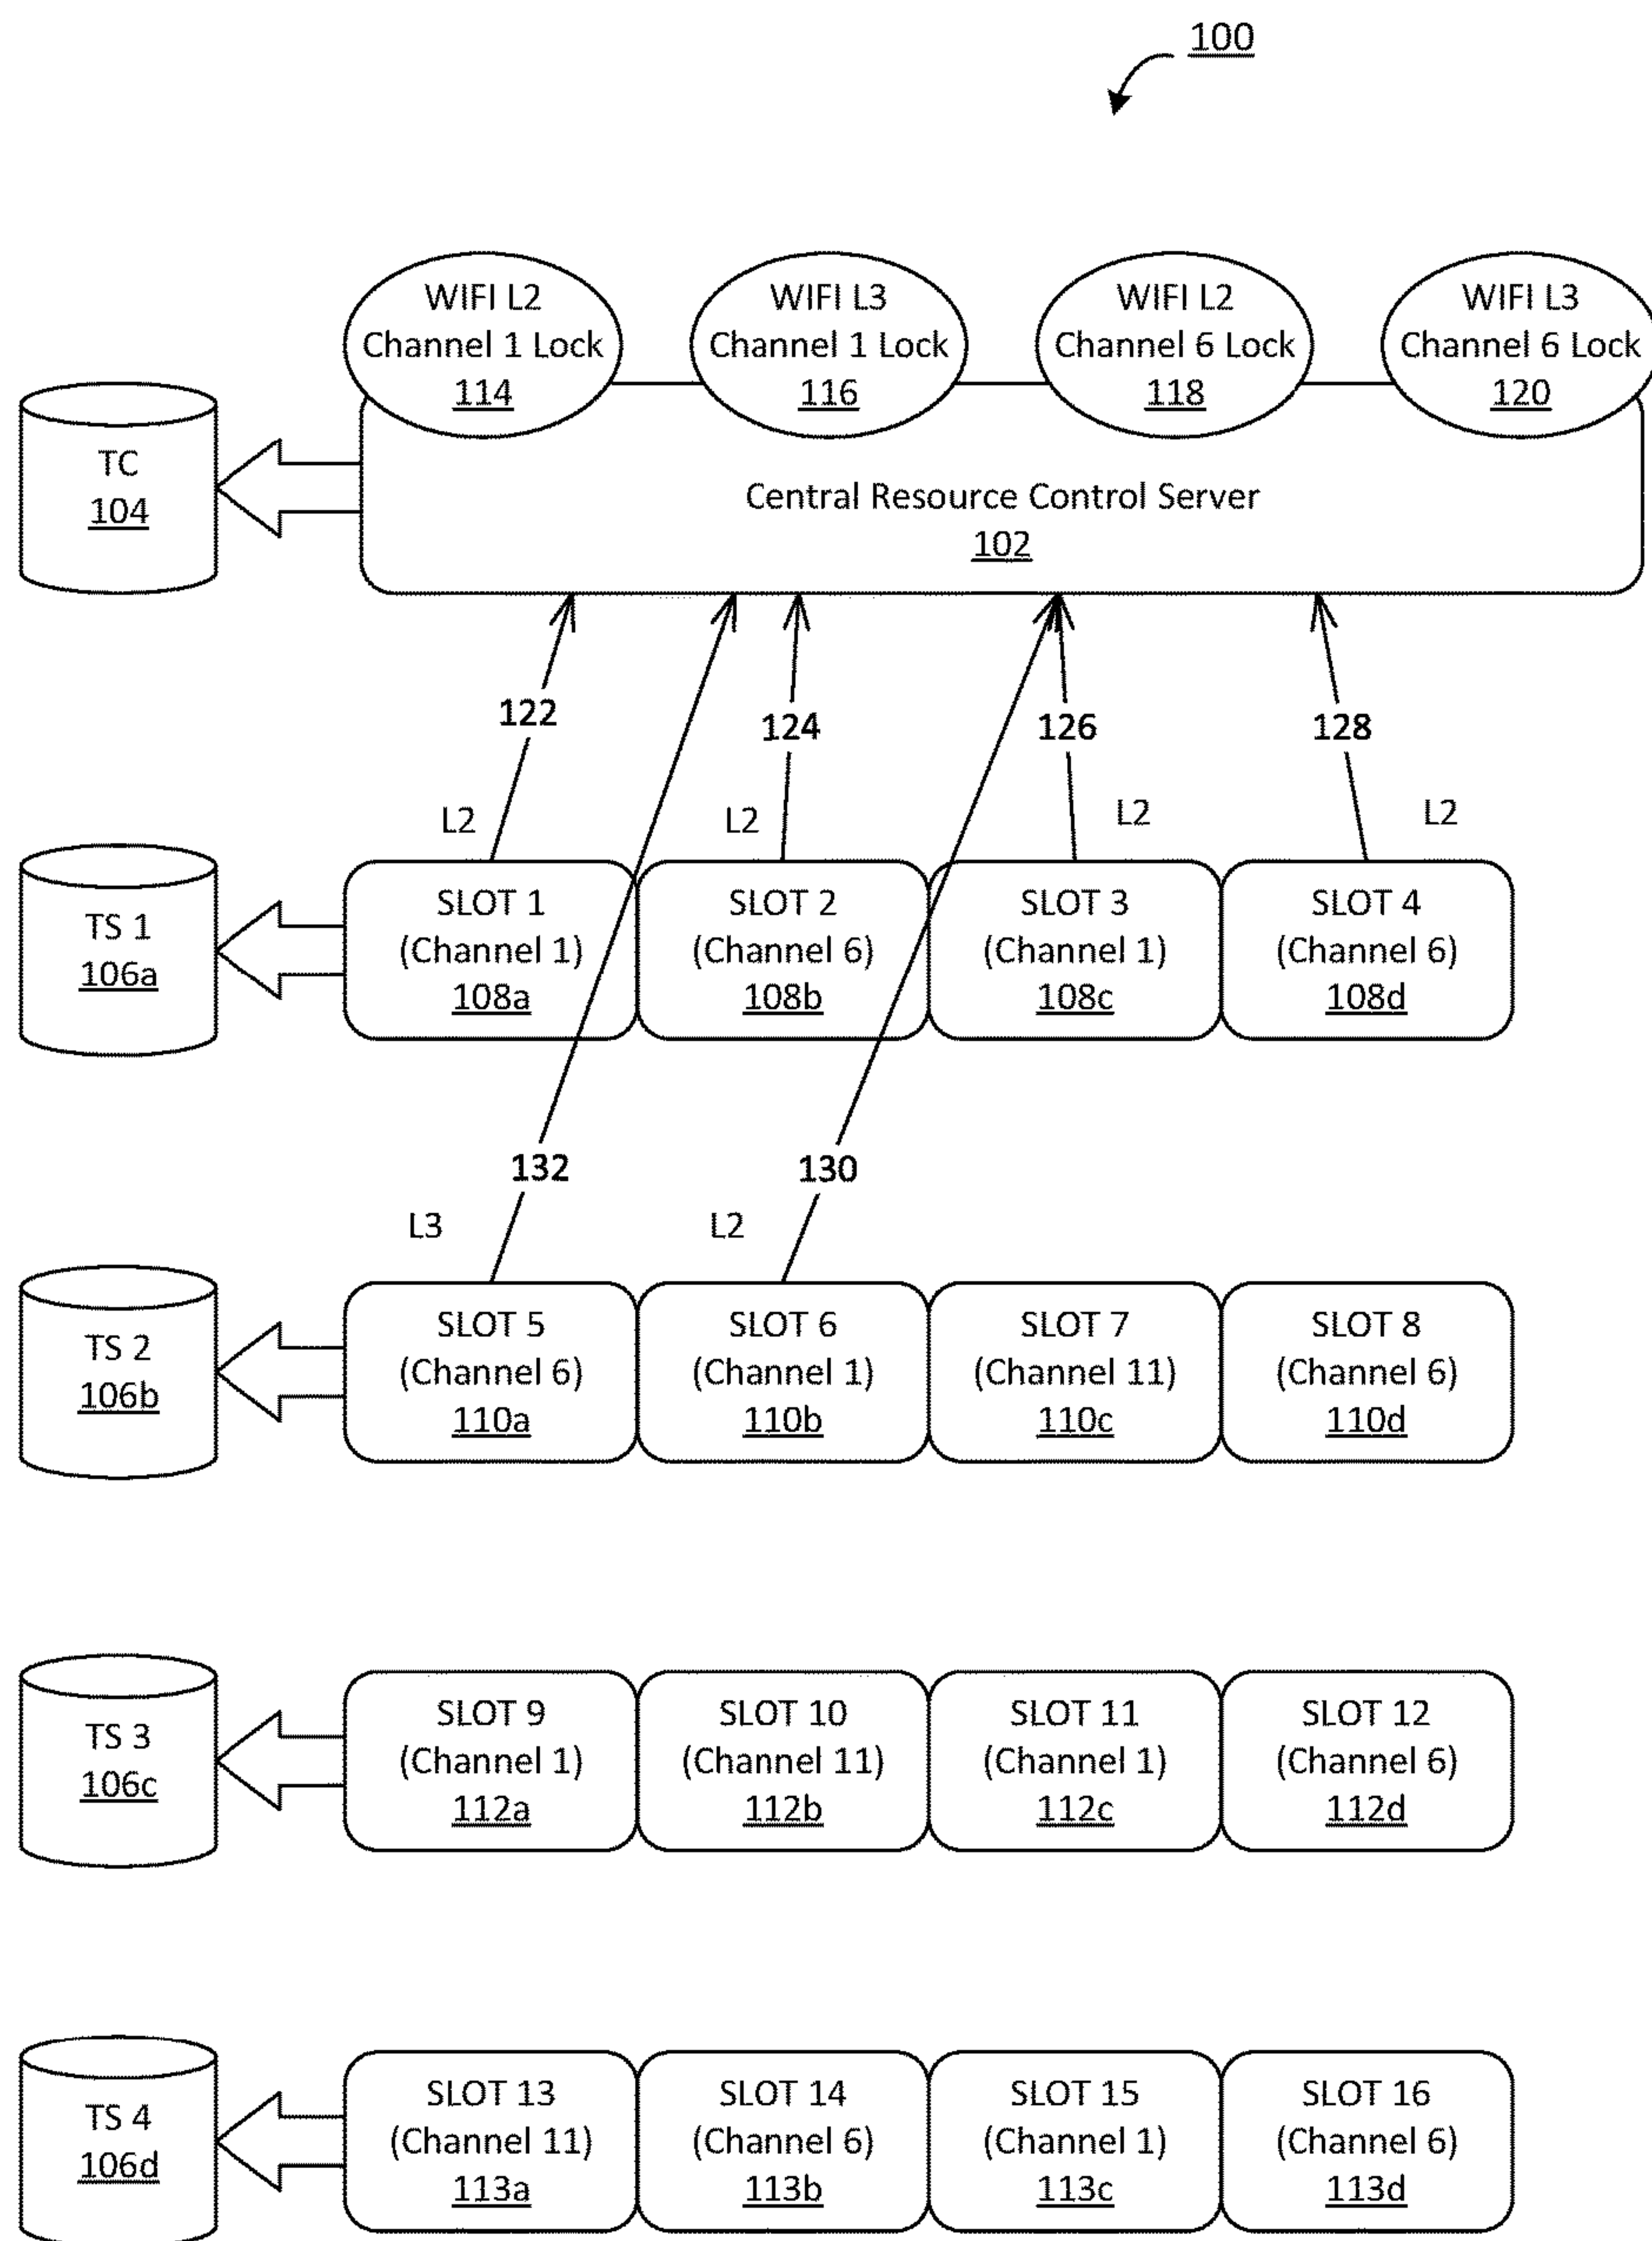 100
WIFI L2
Channel 1 Lock
114
WIFI L3
Channel 1 Lock
116
WIFI L2
Channel 6 Lock
118
WIFI L3
Channel 6 Lock
120
TC
104
Central Resource Control Server
102
122
124
126
128
L2
L2
L2
L2
TS 1
106a
SLOT 1
(Channel 1)
108a
SLOT 2
(Channel 6)
108b
SLOT 3
(Channel 1)
108c
SLOT 4
(Channel 6)
108d
132
130
L3
L2
TS 2
106b
SLOT 5
(Channel 6)
110a
SLOT 6
(Channel 1)
110b
SLOT 7
(Channel 11)
110c
SLOT 8
(Channel 6)
110d
TS 3
106c
SLOT 9
(Channel 1)
112a
SLOT 10
(Channel 11)
112b
SLOT 11
(Channel 1)
112c
SLOT 12
(Channel 6)
112d
TS 4
106d
SLOT 13
(Channel 11)
113a
SLOT 14
(Channel 6)
113b
SLOT 15
(Channel 1)
113c
SLOT 16
(Channel 6)
113d